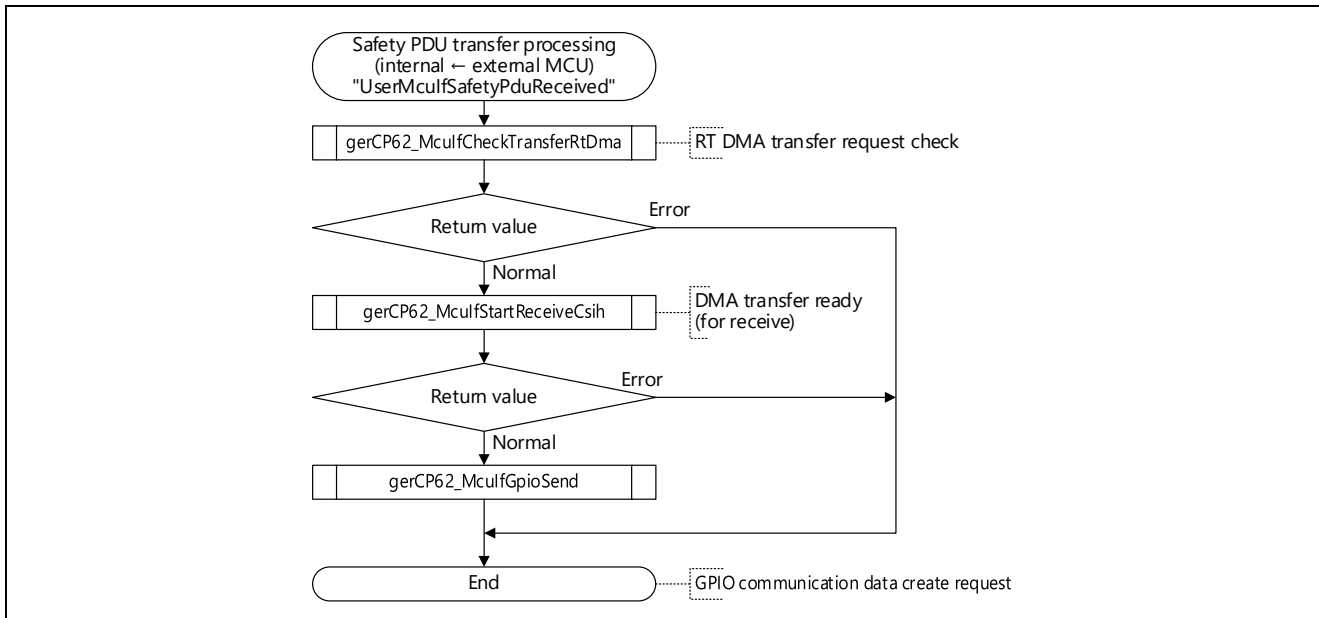 Safety PDU transfer processing
(internal ← external MCU)
"UserMcuIfSafetyPduReceived"
gerCP62_McuIfCheckTransferRtDma
RT DMA transfer request check
Return value
Error
Normal
gerCP62_McuIfStartReceiveCsih
DMA transfer ready
(for receive)
Return value
Error
Normal
gerCP62_McuIfGpioSend
End
GPIO communication data create request